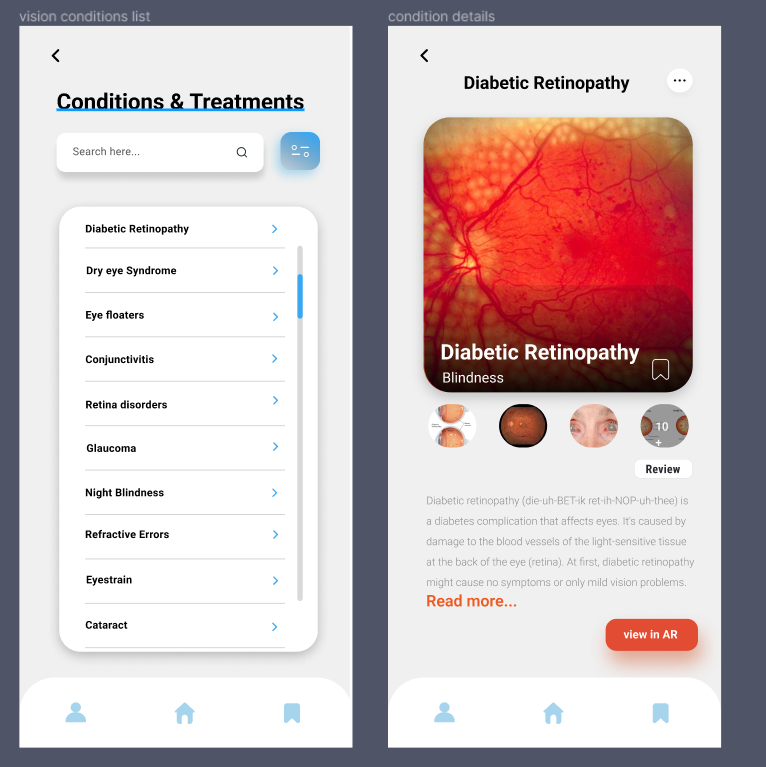 vision conditions list
Conditions & Treatments
Search here...
Diabetic Retinopathy
Dry eye Syndrome
Eye floaters
Conjunctivitis
Retina disorders
Glaucoma
Night Blindness
Refractive Errors
Eyestrain
Cataract
condition details
Diabetic Retinopathy
Diabetic Retinopathy
Blindness
10
+
Review
Diabetic retinopathy (die-uh-BET-ik ret-ih-NOP-uh-thee) is
a diabetes complication that affects eyes. It's caused by
damage to the blood vessels of the light-sensitive tissue
at the back of the eye (retina). At first, diabetic retinopathy
might cause no symptoms or only mild vision problems.
Read more...
view in AR